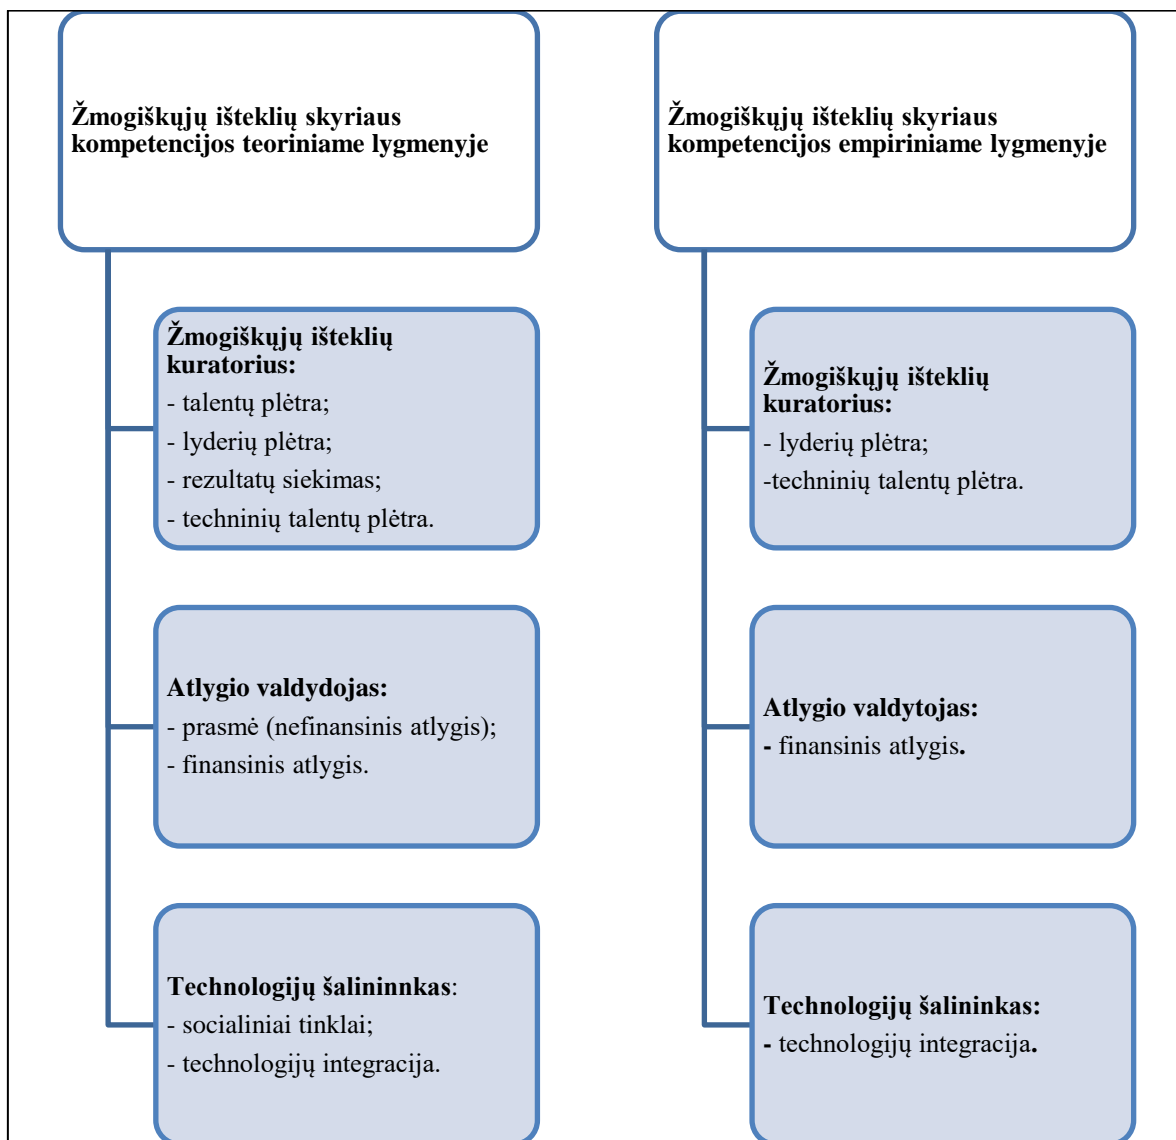 Žmogiškųjų išteklių skyriaus
kompetencijos teoriniame lygmenyje
Žmogiškųjų išteklių
kuratorius:
- talentų plėtra;
- lyderių plėtra;
- rezultatų siekimas;
- techninių talentų plėtra.
Atlygio valdydojas:
- prasmė (nefinansinis atlygis);
- finansinis atlygis.
Technologijų šalininnkas:
- socialiniai tinklai;
- technologijų integracija.
Žmogiškųjų išteklių skyriaus
kompetencijos empiriniame lygmenyje
Žmogiškųjų išteklių
kuratorius:
- lyderių plėtra;
-techninių talentų plėtra.
Atlygio valdytojas:
- finansinis atlygis.
Technologijų šalininkas:
- technologijų integracija.